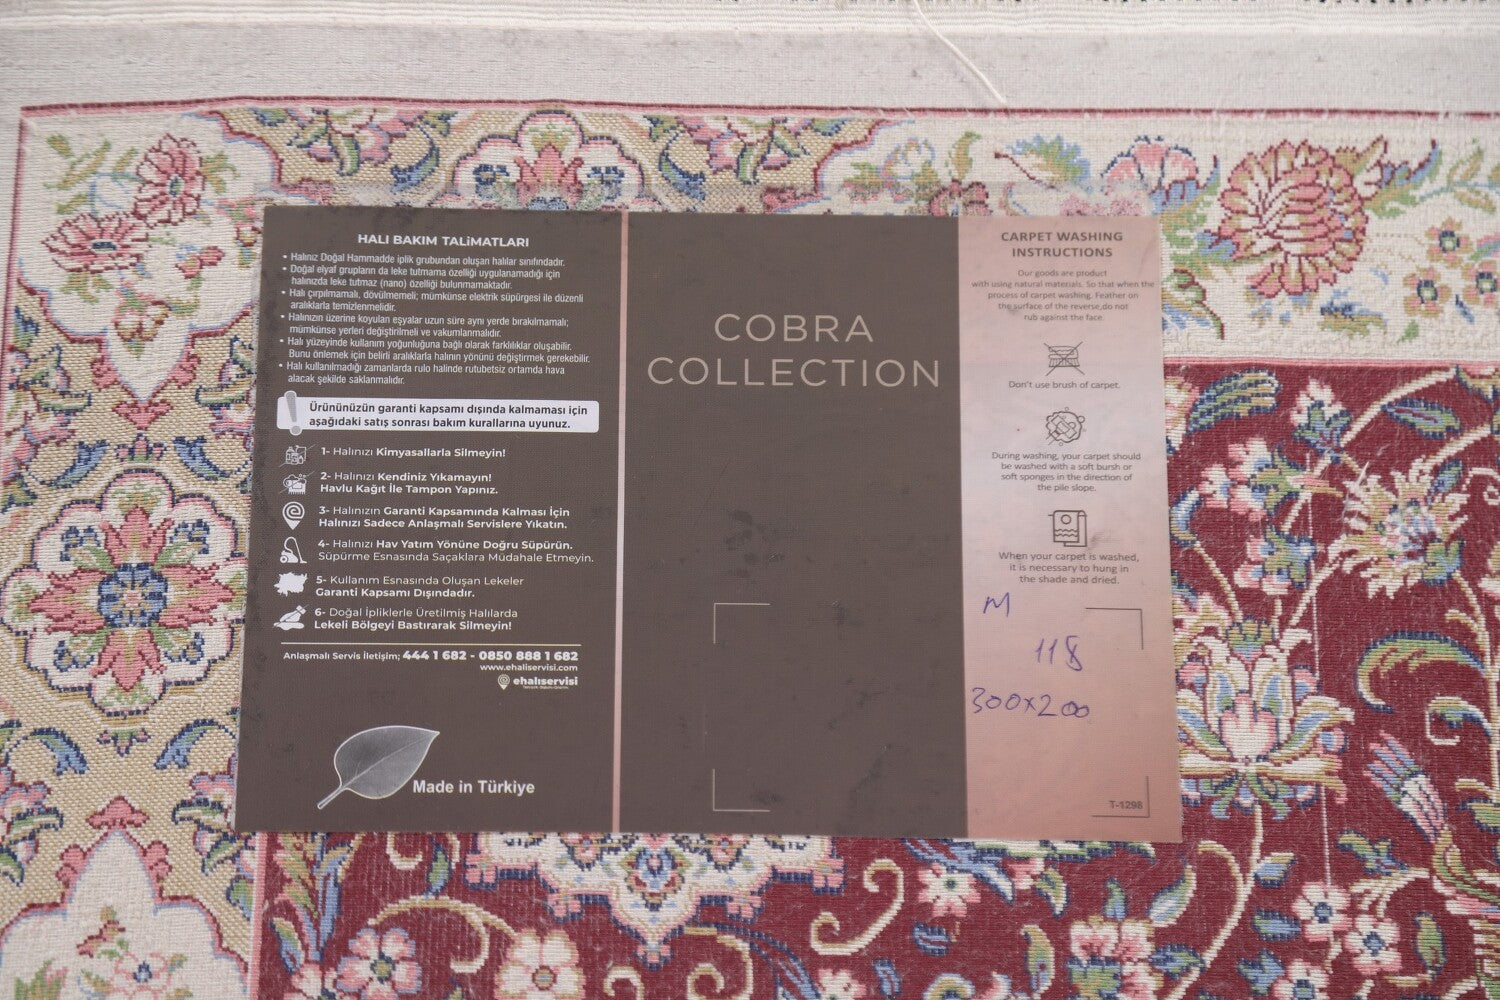 HALI BAKIM TALİMATLARI
• Halınız Doğal Hammadde iplik grubundan oluşan halılar sınıfındadır.
• Doğal elyaf grupların da leke tutmama özelliği uygulanamadığı için
halınızda leke tutmaz (nano) özelliği bulunmamaktadır.
• Halı çırpılmamalı, dövülmemeli; mümkünse elektrik süpürgesi ile düzenli
aralıklarla temizlenmelidir.
• Halınızın üzerine koyulan eşyalar uzun süre aynı yerde bırakılmamalı;
mümkünse yerleri değiştirilmeli ve vakumlanmalıdır.
• Halı yüzeyinde kullanım yoğunluğuna bağlı olarak farklılıklar oluşabilir.
Bunu önlemek için belirli aralıklarla halının yönünü değiştirmek gerekebilir.
• Halı kullanılmadığı zamanlarda rulo halinde rutubetsiz ortamda hava
alacak şekilde saklanmalıdır.
Ürününüzün garanti kapsamı dışında kalmaması için
aşağıdaki satış sonrası bakım kurallarına uyunuz.
1- Halınızı Kimyasallarla Silmeyin!
2- Halınızı Kendiniz Yıkamayın!
Havlu Kağıt İle Tampon Yapınız.
3- Halınızın Garanti Kapsamında Kalması İçin
Halınızı Sadece Anlaşmalı Servislere Yıkatın.
4- Halınızı Hav Yatım Yönüne Doğru Süpürün.
Süpürme Esnasında Saçaklara Müdahale Etmeyin.
5- Kullanım Esnasında Oluşan Lekeler
Garanti Kapsamı Dışındadır.
6- Doğal İpliklerle Üretilmiş Halılarda
Lekeli Bölgeyi Bastırarak Silmeyin!
Anlaşmalı Servis İletişim; 444 1 682 - 0850 888 1 682
www.ehaliservisi.com
ehalıservisi
Made in Türkiye
COBRA
COLLECTION
CARPET WASHING
INSTRUCTIONS
Our goods are product
with using natural materials. So that when the
process of carpet washing. Feather on
the surface of the reverse,do not
rub against the face.
Don't use brush of carpet.
During washing, your carpet should
be washed with a soft bursh or
soft sponges in the direction of
the pile slope.
When your carpet is washed,
it is necessary to hung in
the shade and dried.
M
118
300x200
T-1298